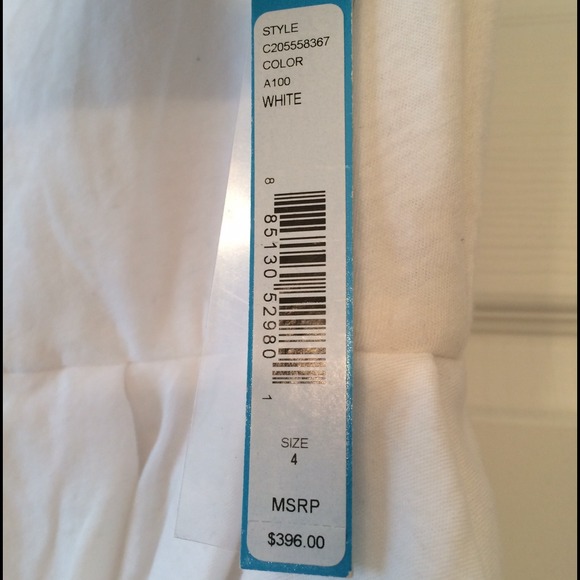 STYLE
C205558367
COLOR
A100
WHITE
8 85130 52980 1
SIZE
4
MSRP
$396.00